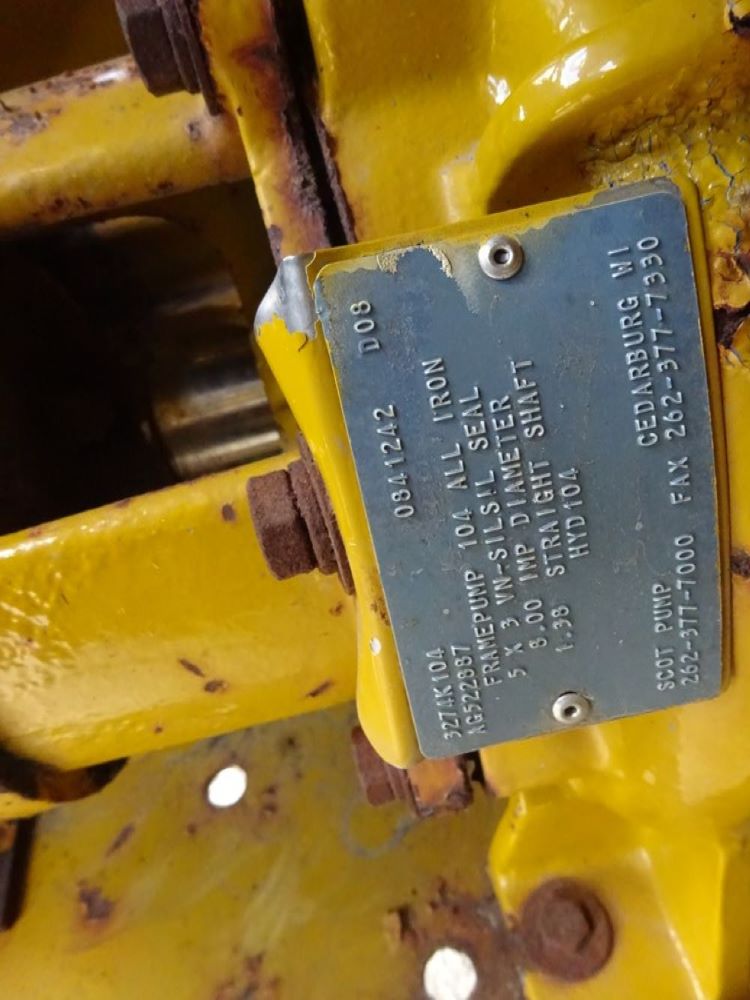 3274K104 0841242 D08
AG522887
FRAMEPUMP 104 ALL IRON
5 X 3 VN-SILSIL SEAL
8.00 IMP DIAMETER
1.38 STRAIGHT SHAFT
HYD104
SCOT PUMP CEDARBURG WI
262-377-7000 FAX 262-377-7330